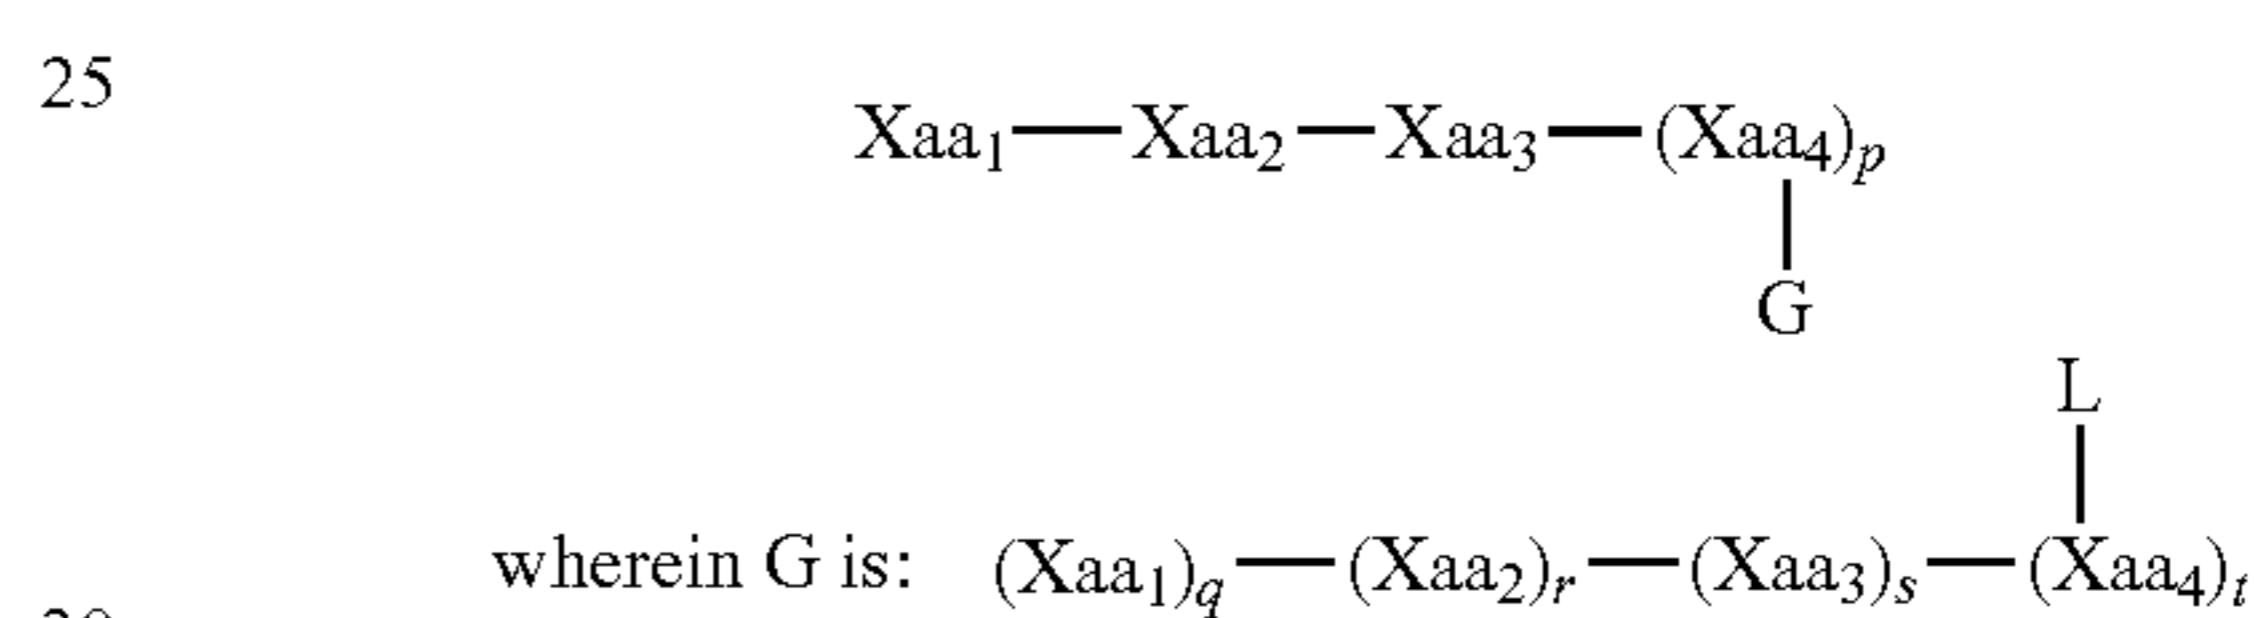 25
Xaa1—Xaa2—Xaa3—(Xaa4)p
G
L
wherein G is: (Xaa1)q—(Xaa2)r—(Xaa3)s—(Xaa4)t